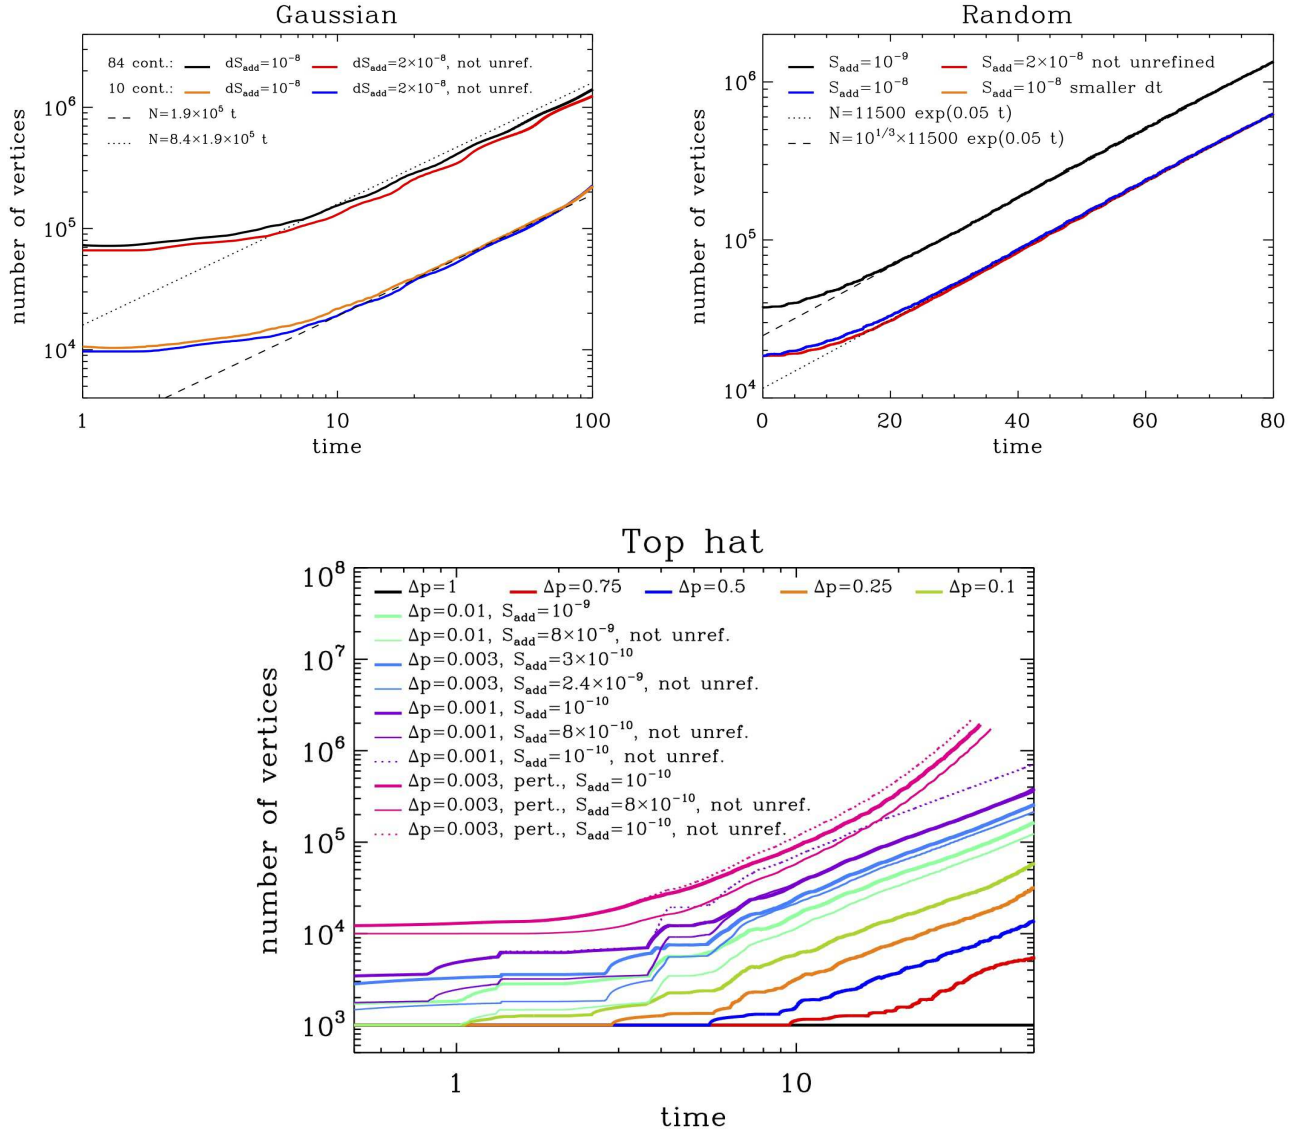 Gaussian
84 cont.: dS_add=10^-8 dS_add=2×10^-8, not unref.
10 cont.: dS_add=10^-8 dS_add=2×10^-8, not unref.
N=1.9×10^5 t
N=8.4×1.9×10^5 t
10^6
10^5
10^4
number of vertices
1 10 100
time
Random
S_add=10^-9 S_add=2×10^-8 not unrefined
S_add=10^-8 S_add=10^-8 smaller dt
N=11500 exp(0.05 t)
N=10^1/3×11500 exp(0.05 t)
10^6
10^5
10^4
number of vertices
0 20 40 60 80
time
Top hat
Δp=1 Δp=0.75 Δp=0.5 Δp=0.25 Δp=0.1
Δp=0.01, S_add=10^-9
Δp=0.01, S_add=8×10^-9, not unref.
Δp=0.003, S_add=3×10^-10
Δp=0.003, S_add=2.4×10^-9, not unref.
Δp=0.001, S_add=10^-10
Δp=0.001, S_add=8×10^-10, not unref.
Δp=0.001, S_add=10^-10, not unref.
Δp=0.003, pert., S_add=10^-10
Δp=0.003, pert., S_add=8×10^-10, not unref.
Δp=0.003, pert., S_add=10^-10, not unref.
10^8
10^7
10^6
10^5
10^4
10^3
number of vertices
1 10
time